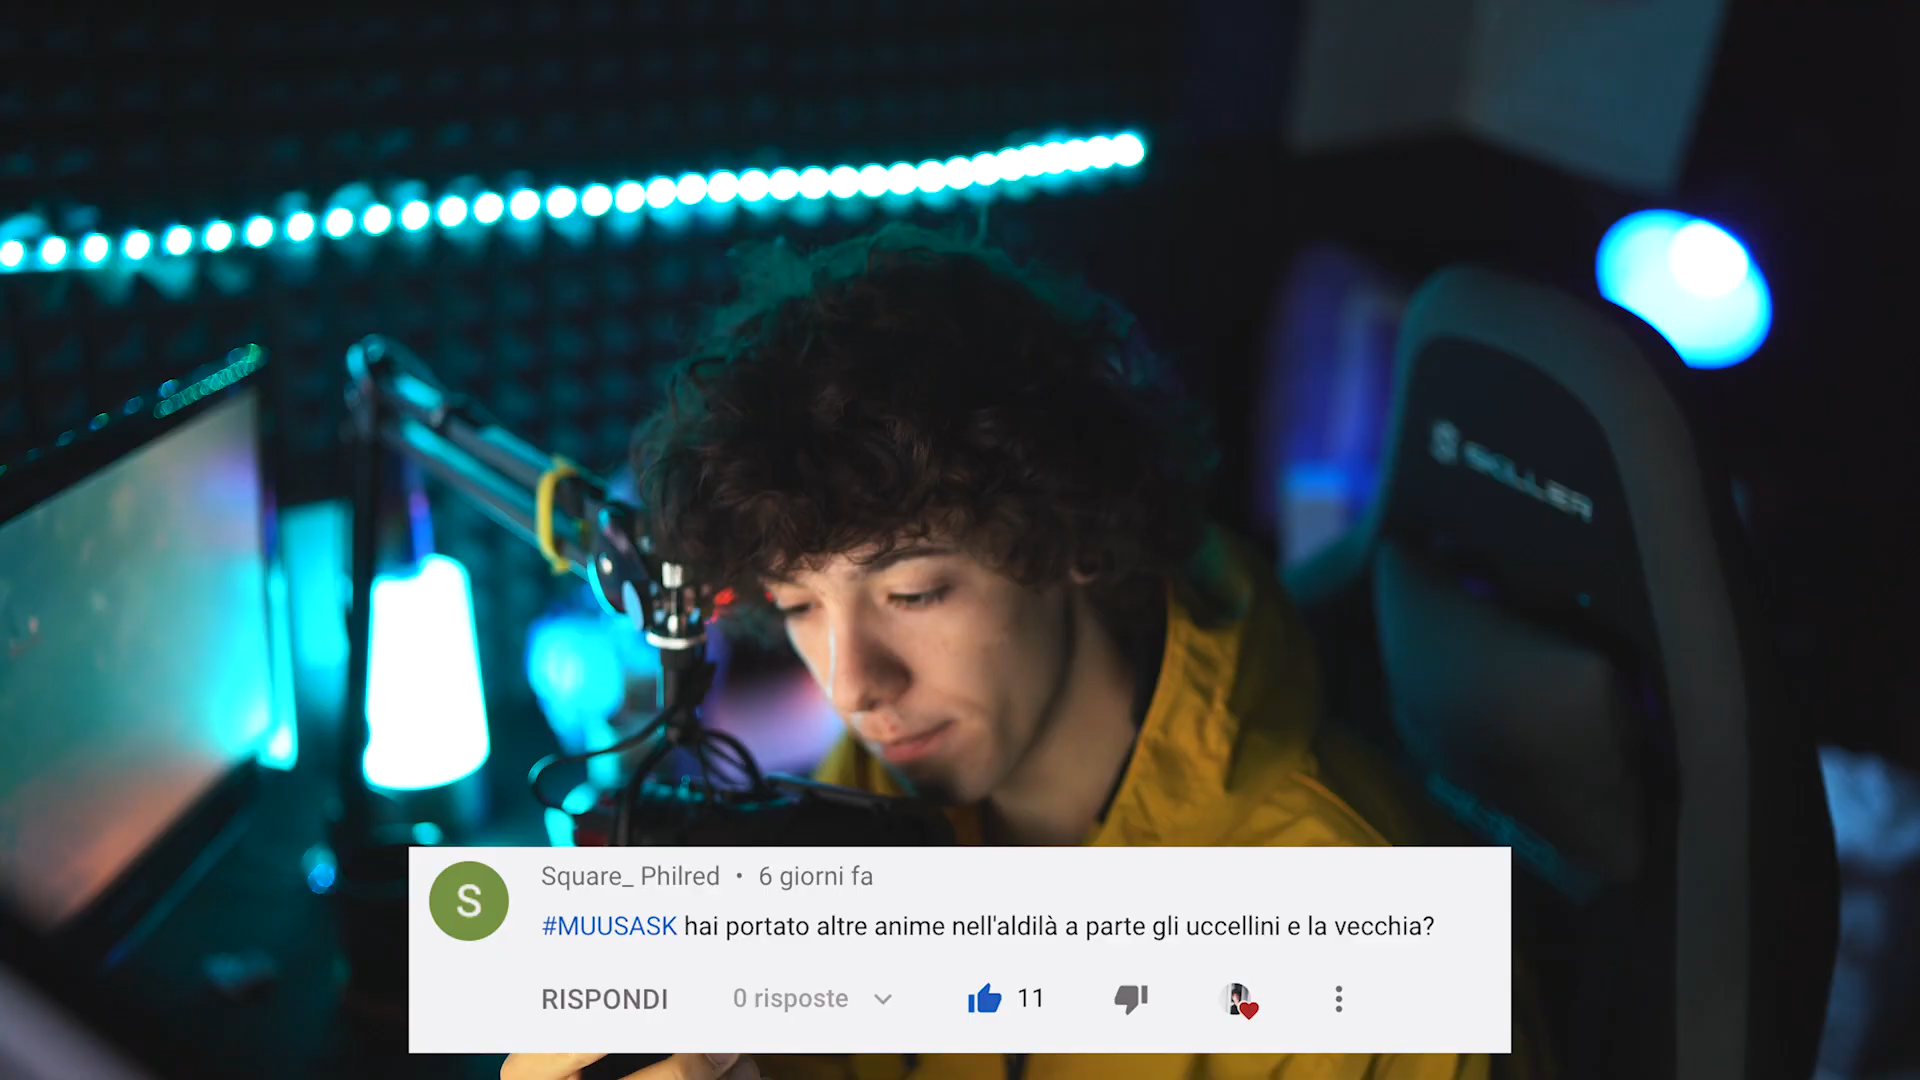 SKILLER
S
Square_ Philred • 6 giorni fa
#MUUSASK hai portato altre anime nell'aldilà a parte gli uccellini e la vecchia?
RISPONDI 0 risposte 11